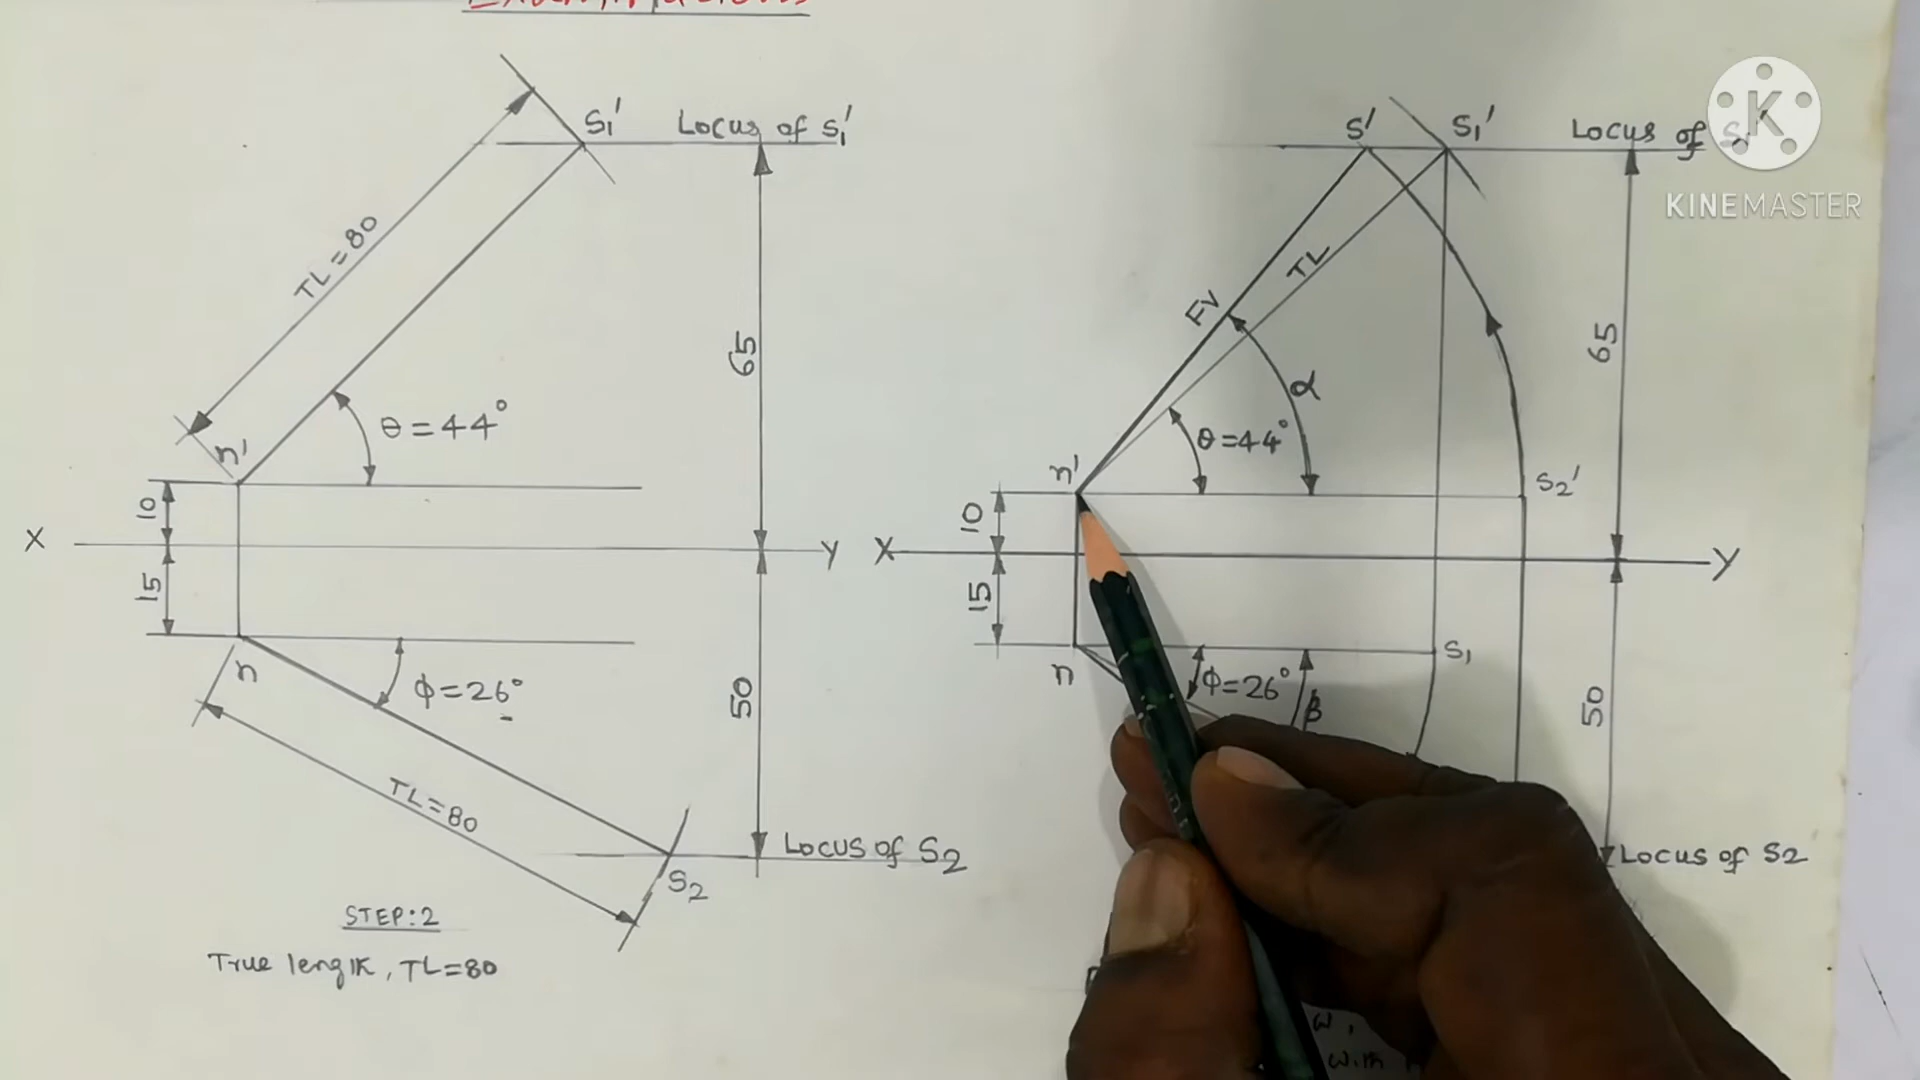 S₁' Locus of S₁'
TL = 80
65
n'
θ = 44°
10
X Y
15
n
ϕ = 26°
50
TL = 80
Locus of S2
S2
STEP:2
True length, TL = 80
S' S₁' Locus of
K
KINEMASTER
FV
TL
65
α
n'
θ = 44°
S₂'
10
X Y
15
n
S₁
ϕ = 26°
β
50
Locus of S2
with